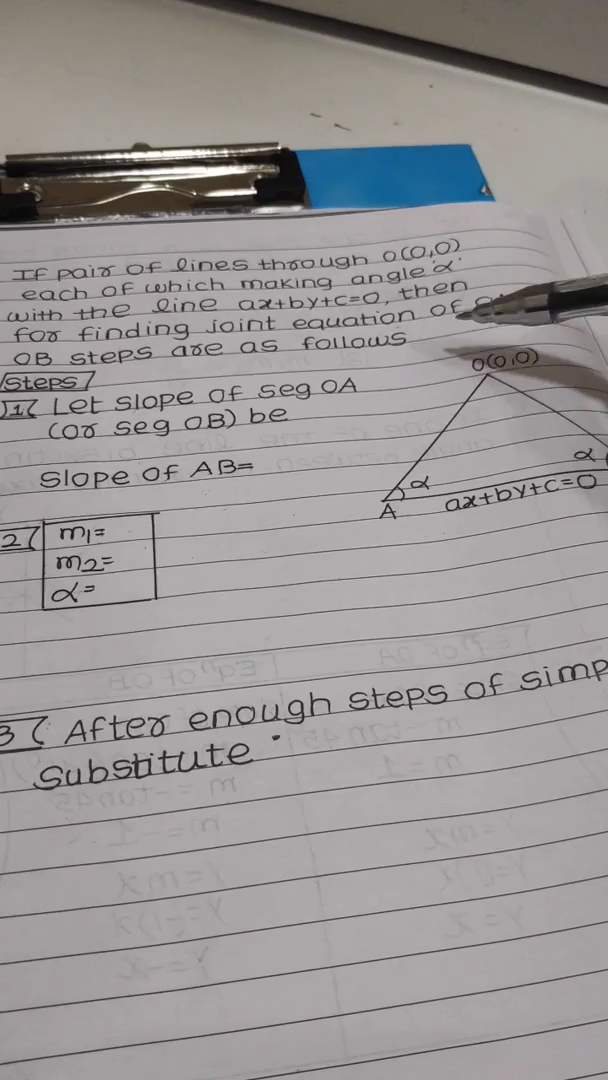 If pair of lines through O(0,0)
each of which making angle 'α'
with the line ax+by+c=0, then
for finding joint equation of
OB steps are as follows
Steps
1 Let slope of seg OA
(or seg OB) be
Slope of AB=
O(0,0)
α
α
A
ax+by+c=0
2 m1=
m2=
α=
3 After enough steps of simp
substitute